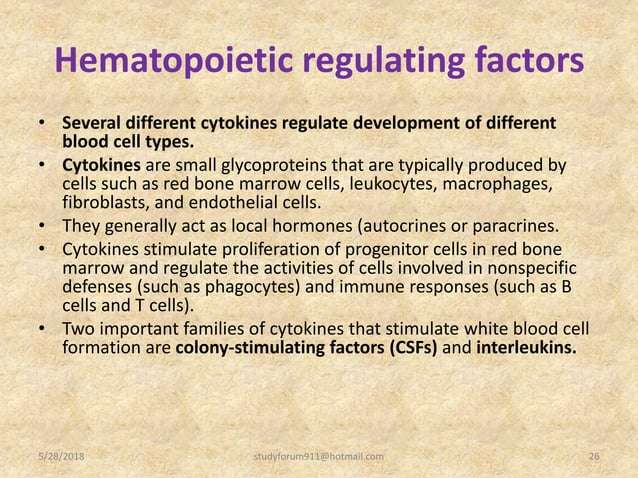 Hematopoietic regulating factors
• Several different cytokines regulate development of different
blood cell types.
• Cytokines are small glycoproteins that are typically produced by
cells such as red bone marrow cells, leukocytes, macrophages,
fibroblasts, and endothelial cells.
• They generally act as local hormones (autocrines or paracrines.
• Cytokines stimulate proliferation of progenitor cells in red bone
marrow and regulate the activities of cells involved in nonspecific
defenses (such as phagocytes) and immune responses (such as B
cells and T cells).
• Two important families of cytokines that stimulate white blood cell
formation are colony-stimulating factors (CSFs) and interleukins.
5/28/2018 studyforum911@hotmail.com 26